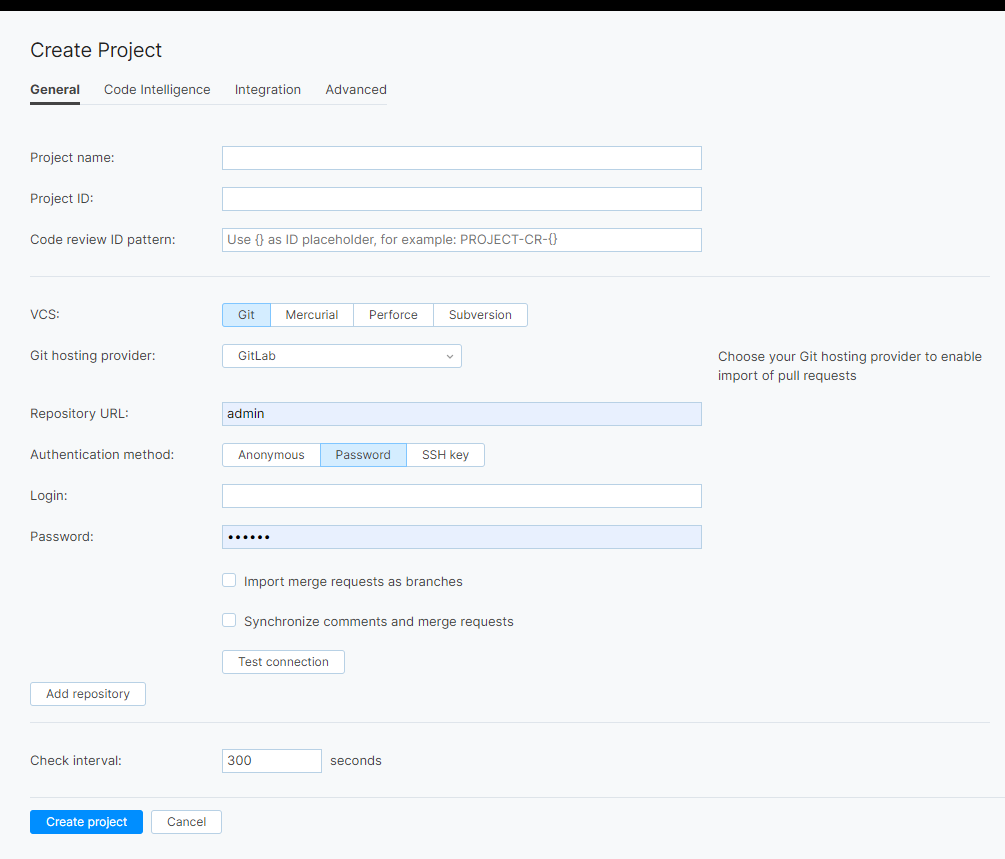 Create Project
General Code Intelligence Integration Advanced
Project name:
Project ID:
Code review ID pattern: Use {} as ID placeholder, for example: PROJECT-CR-{}
VCS: Git Mercurial Perforce Subversion
Git hosting provider: GitLab Choose your Git hosting provider to enable
import of pull requests
Repository URL: admin
Authentication method: Anonymous Password SSH key
Login:
Password: ••••••
Import merge requests as branches
Synchronize comments and merge requests
Test connection
Add repository
Check interval: 300 seconds
Create project Cancel